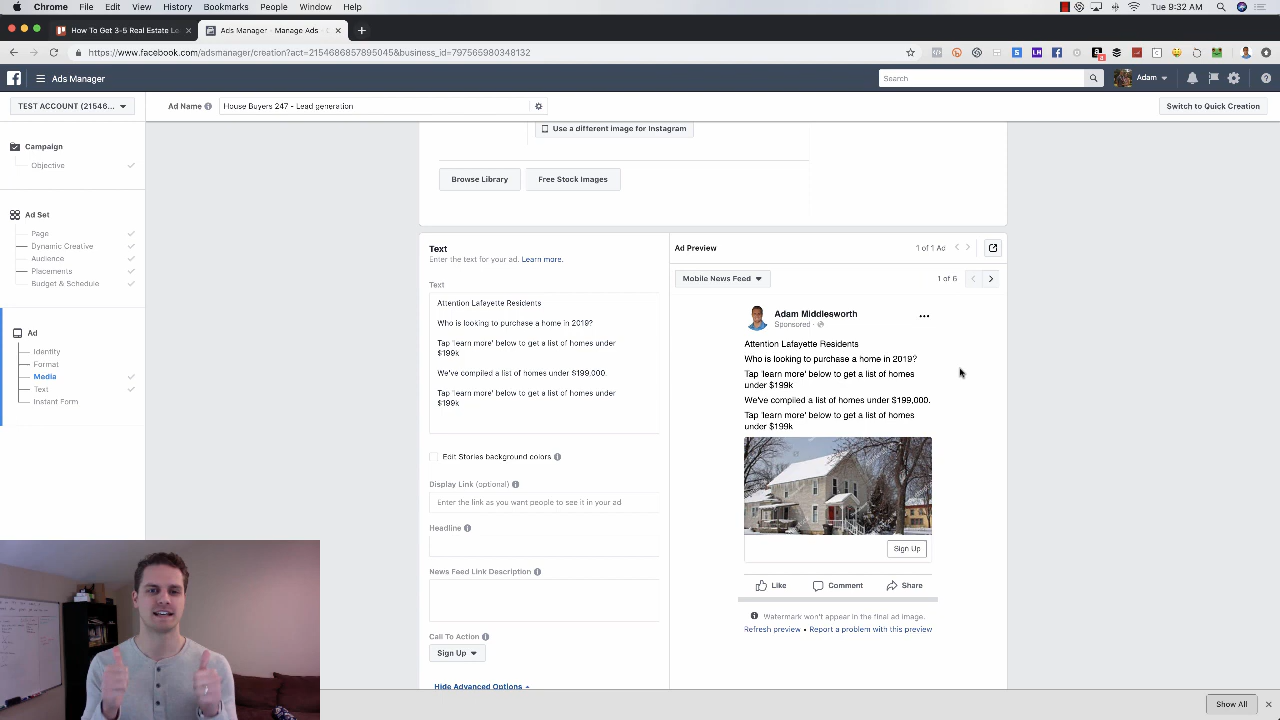 Chrome File Edit View History Bookmarks People Window Help
Tue 9:32 AM
How To Get 3-5 Real Estate Le
Ads Manager - Manage Ads -
https://www.facebook.com/adsmanager/creation?act=2154686857895045&business_id=797565980348132
Ads Manager
Search
Adam
TEST ACCOUNT (21546...
Ad Name
House Buyers 247 - Lead generation
Switch to Quick Creation
Campaign
Objective
Ad Set
Page
Dynamic Creative
Audience
Placements
Budget & Schedule
Ad
Identity
Format
Media
Text
Instant Form
Use a different image for Instagram
Browse Library
Free Stock Images
Text
Enter the text for your ad. Learn more.
Text
Attention Lafayette Residents
Who is looking to purchase a home in 2019?
Tap 'learn more' below to get a list of homes under
$199k
We've compiled a list of homes under $199,000.
Tap 'learn more' below to get a list of homes under
$199k
Edit Stories background colors
Display Link (optional)
Enter the link as you want people to see it in your ad
Headline
News Feed Link Description
Call To Action
Sign Up
Hide Advanced Options
Ad Preview
1 of 1 Ad
Mobile News Feed
1 of 6
Adam Middlesworth
Sponsored ·
Attention Lafayette Residents
Who is looking to purchase a home in 2019?
Tap 'learn more' below to get a list of homes
under $199k
We've compiled a list of homes under $199,000.
Tap 'learn more' below to get a list of homes
under $199k
Sign Up
Like
Comment
Share
Watermark won't appear in the final ad image.
Refresh preview • Report a problem with this preview
Show All